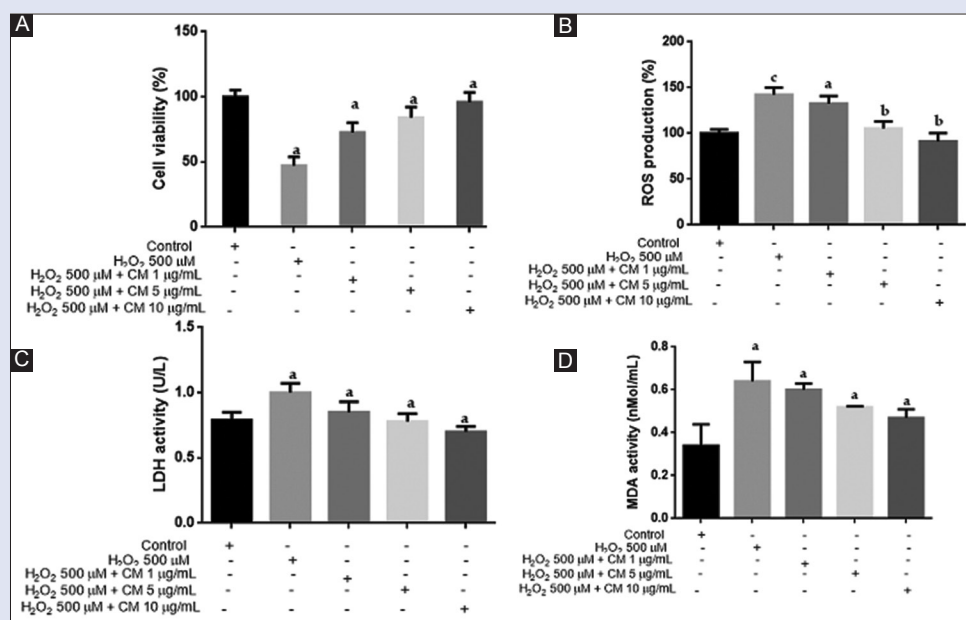 A
150
100
50
0
Cell viability (%)
a
a
a
a
Control + - - - -
H₂O₂ 500 μM - + - - -
H₂O₂ 500 μM + CM 1 μg/mL - - + - -
H₂O₂ 500 μM + CM 5 μg/mL - - - + -
H₂O₂ 500 μM + CM 10 μg/mL - - - - +
B
200
150
100
50
0
ROS production (%)
c
a
b
b
Control + - - - -
H₂O₂ 500 μM - + - - -
H₂O₂ 500 μM + CM 1 μg/mL - - + - -
H₂O₂ 500 μM + CM 5 μg/mL - - - + -
H₂O₂ 500 μM + CM 10 μg/mL - - - - +
C
1.5
1.0
0.5
0.0
LDH activity (U/L)
a
a
a
a
Control + - - - -
H₂O₂ 500 μM - + - - -
H₂O₂ 500 μM + CM 1 μg/mL - - + - -
H₂O₂ 500 μM + CM 5 μg/mL - - - + -
H₂O₂ 500 μM + CM 10 μg/mL - - - - +
D
0.8
0.6
0.4
0.2
0.0
MDA activity (nMol/mL)
a
a
a
a
Control + - - - -
H₂O₂ 500 μM - + - - -
H₂O₂ 500 μM + CM 1 μg/mL - - + - -
H₂O₂ 500 μM + CM 5 μg/mL - - - + -
H₂O₂ 500 μM + CM 10 μg/mL - - - - +